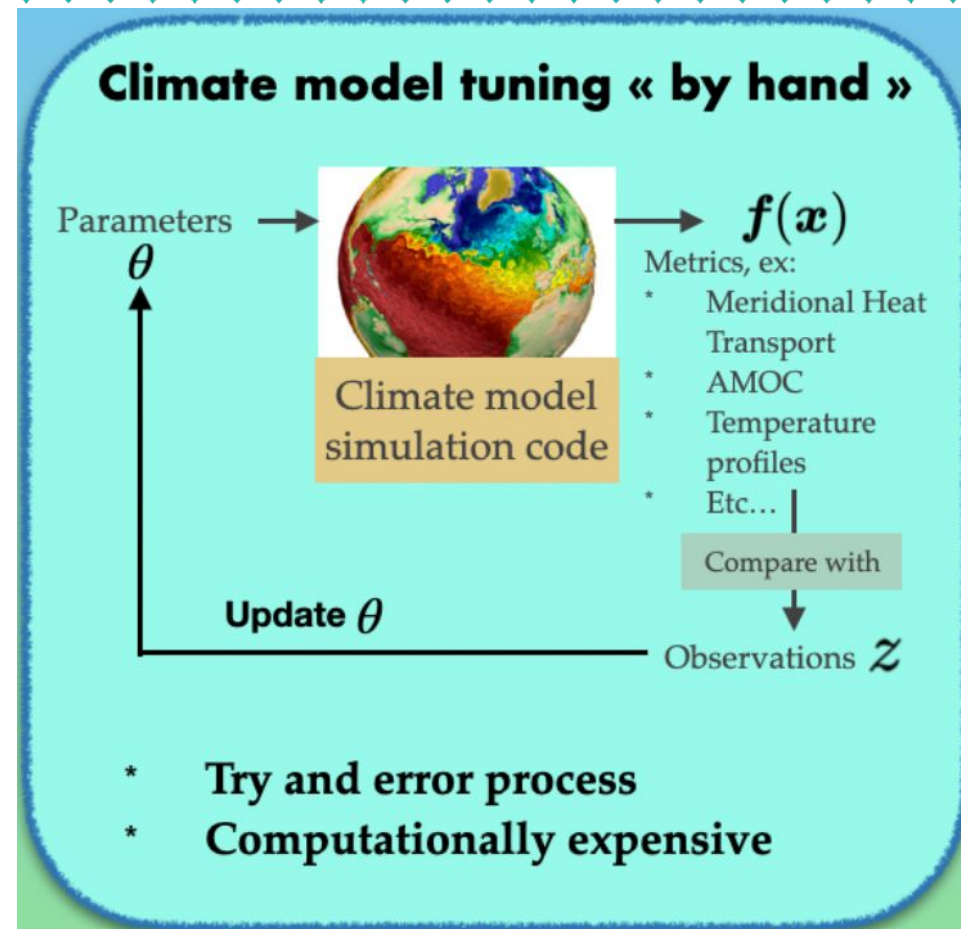 Climate model tuning « by hand »
Parameters
θ
f(x)
Metrics, ex:
* Meridional Heat
Transport
* AMOC
* Temperature
profiles
* Etc...
Climate model
simulation code
Compare with
Observations z
Update θ
* Try and error process
* Computationally expensive